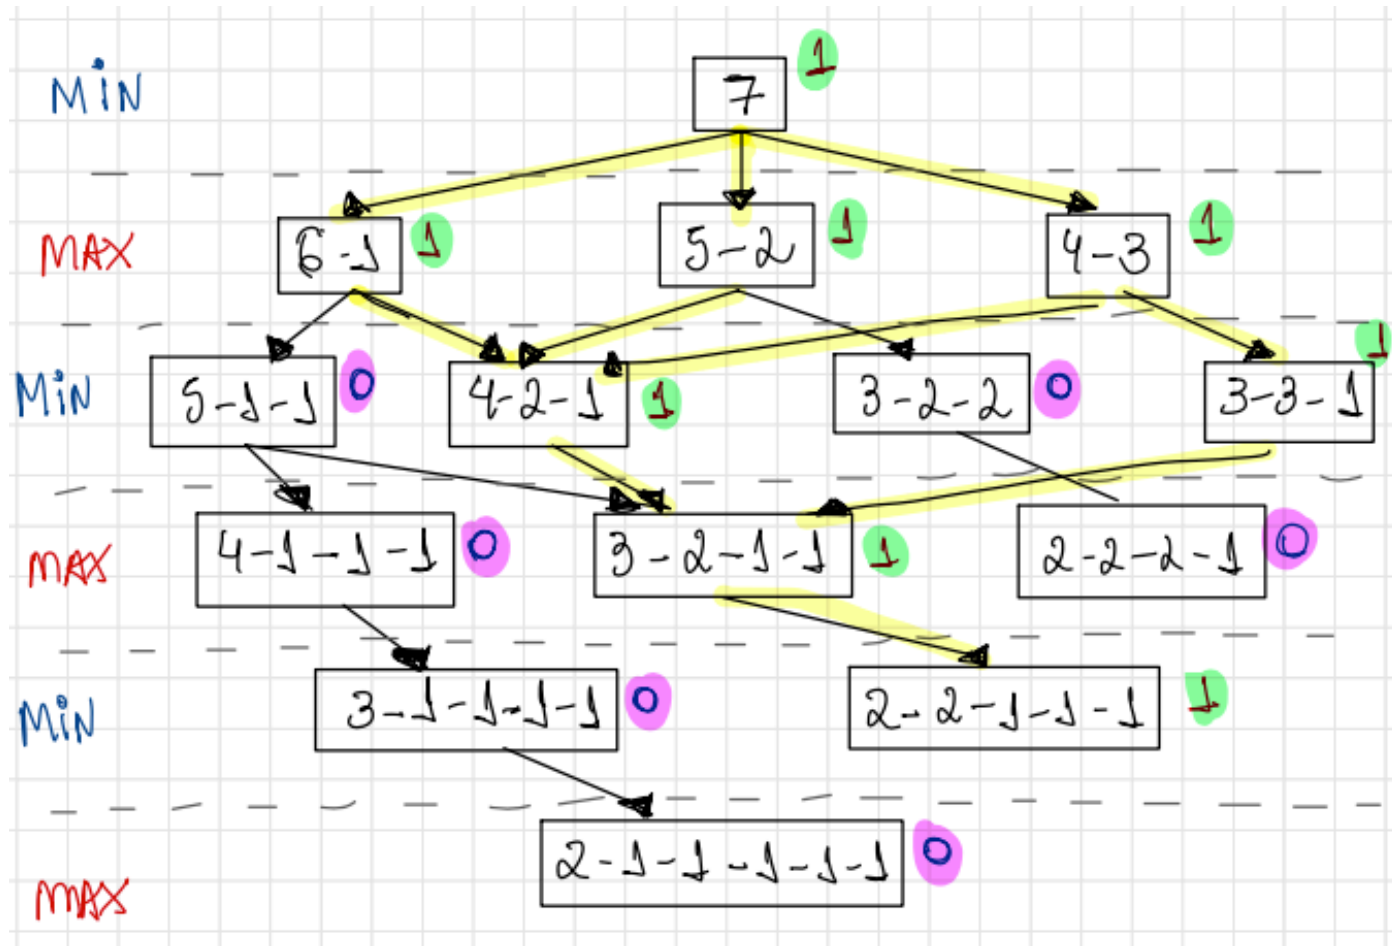 MiN 7 1
MAX 6-1 1 5-2 1 4-3 1
MiN 5-1-1 0 4-2-1 1 3-2-2 0 3-3-1 1
MAX 4-1-1-1 0 3-2-1-1 1 2-2-2-1 0
MiN 3-1-1-1-1 0 2-2-1-1-1 1
MAX 2-1-1-1-1-1 0